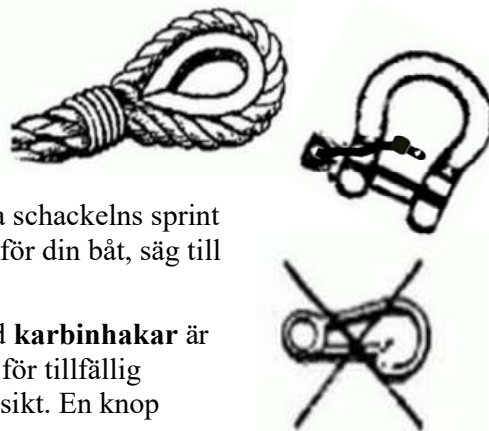 a schackelns sprint
för din båt, säg till
d karbinhakar är
för tillfällig
sikt. En knop